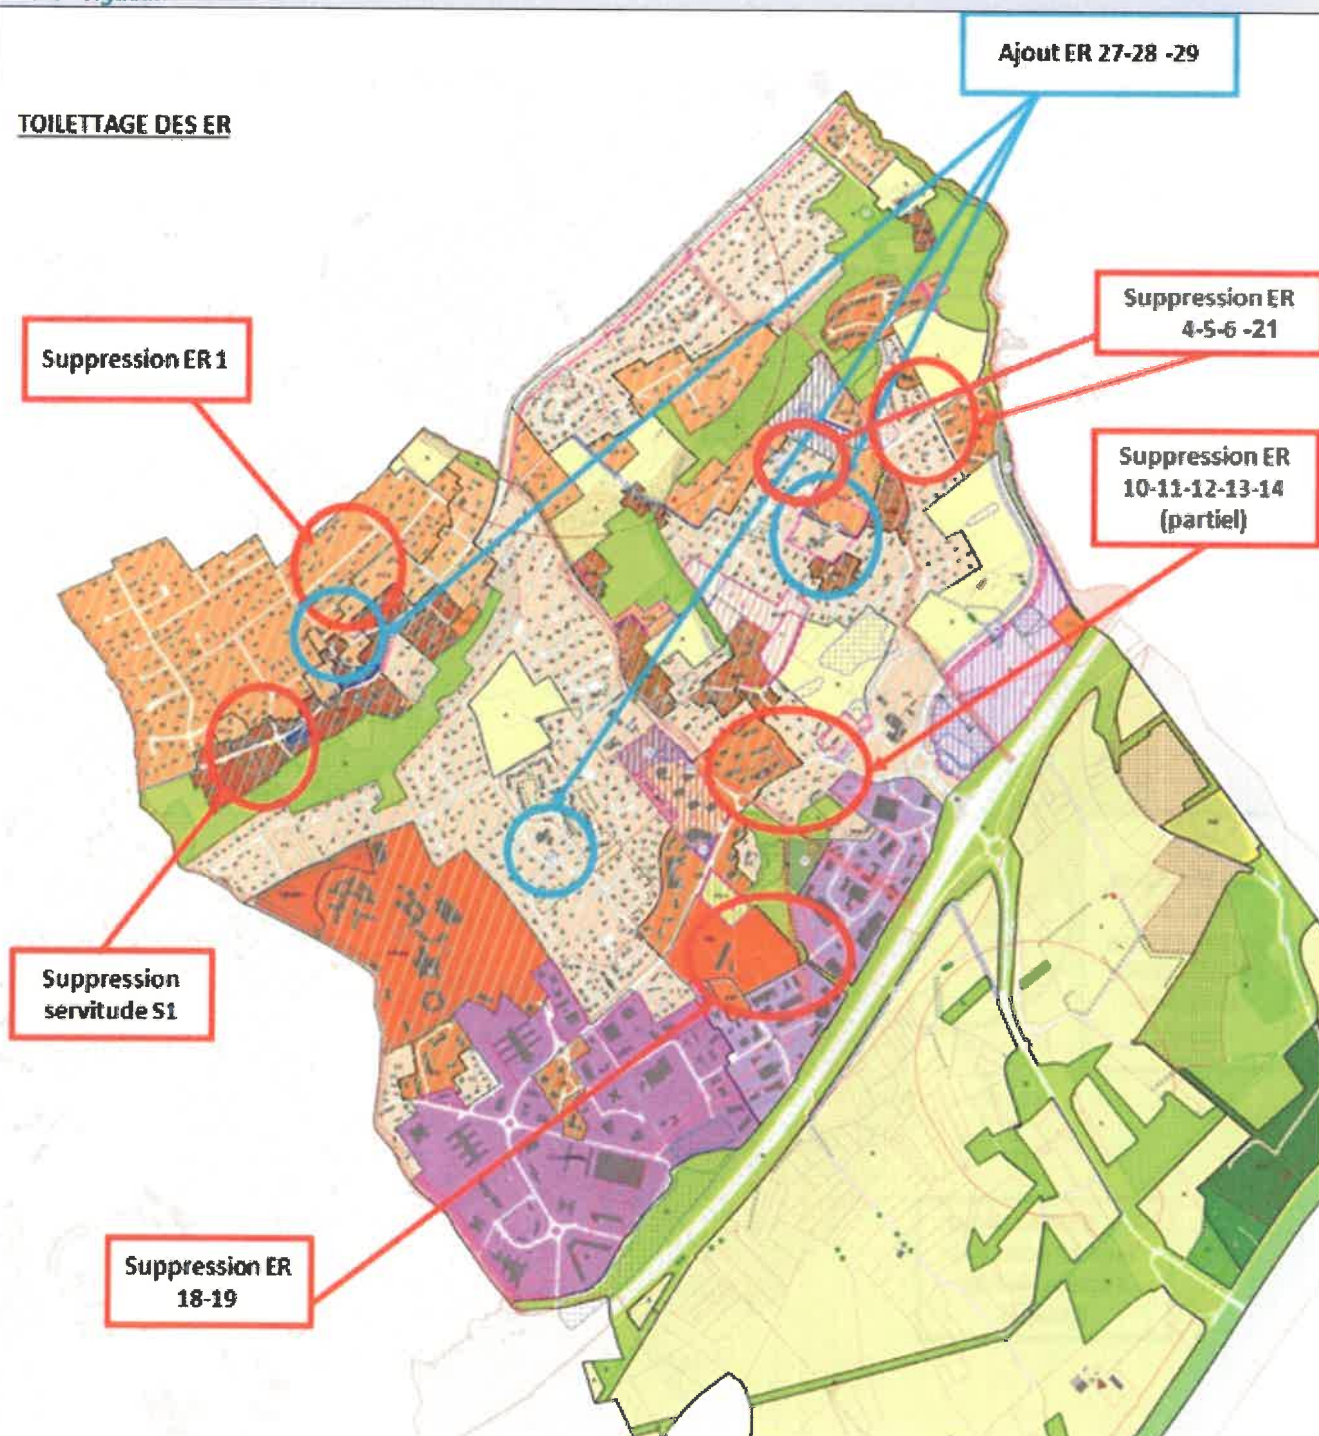 Ajout ER 27-28 -29
TOILETTAGE DES ER
Suppression ER
4-5-6 -21
Suppression ER 1
Suppression ER
10-11-12-13-14
(partiel)
Suppression
servitude S1
Suppression ER
18-19